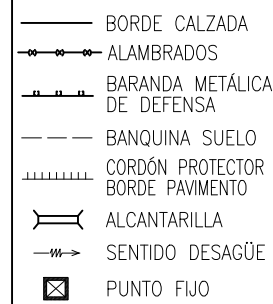 BORDE CALZADA
ALAMBRADOS
BARANDA METÁLICA
DE DEFENSA
BANQUINA SUELO
CORDÓN PROTECTOR
BORDE PAVIMENTO
ALCANTARILLA
SENTIDO DESAGÜE
PUNTO FIJO